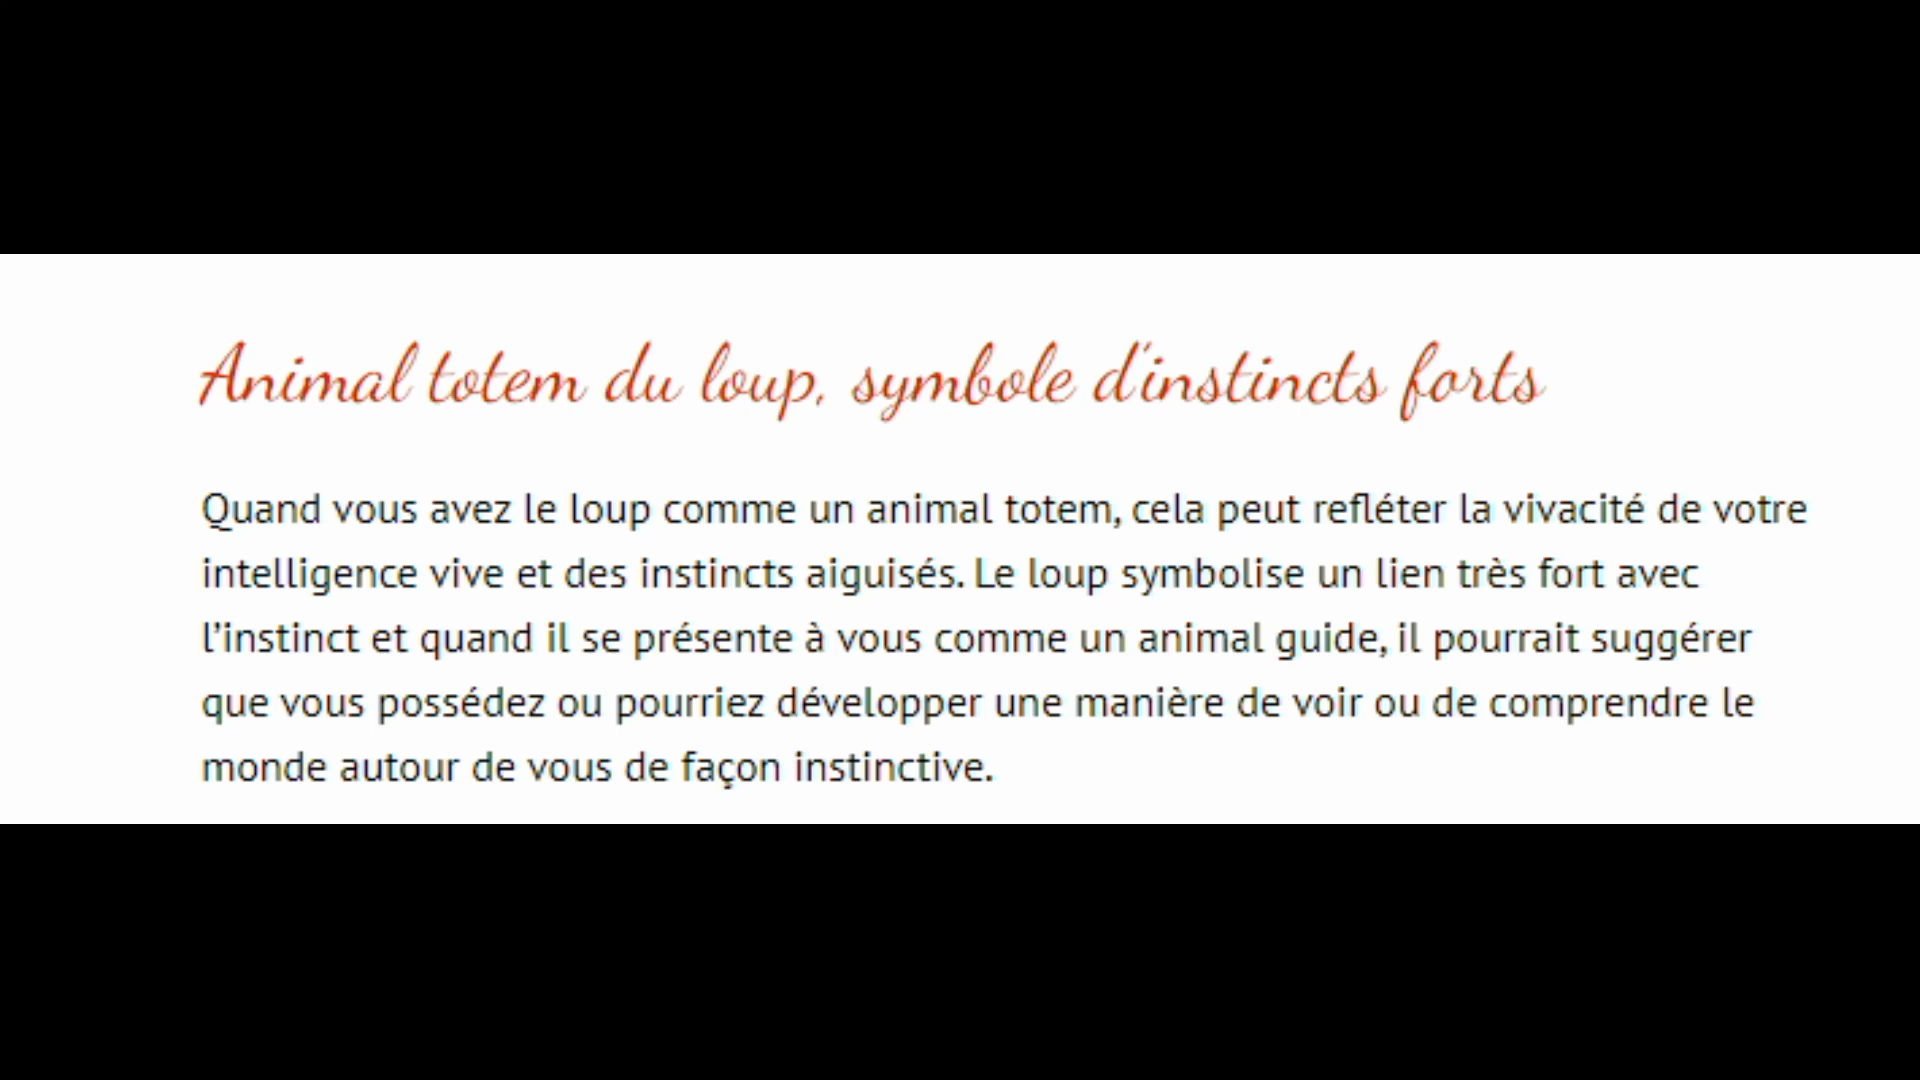 Animal totem du loup, symbole d'instincts forts
Quand vous avez le loup comme un animal totem, cela peut refléter la vivacité de votre
intelligence vive et des instincts aiguisés. Le loup symbolise un lien très fort avec
l’instinct et quand il se présente à vous comme un animal guide, il pourrait suggérer
que vous possédez ou pourriez développer une manière de voir ou de comprendre le
monde autour de vous de façon instinctive.